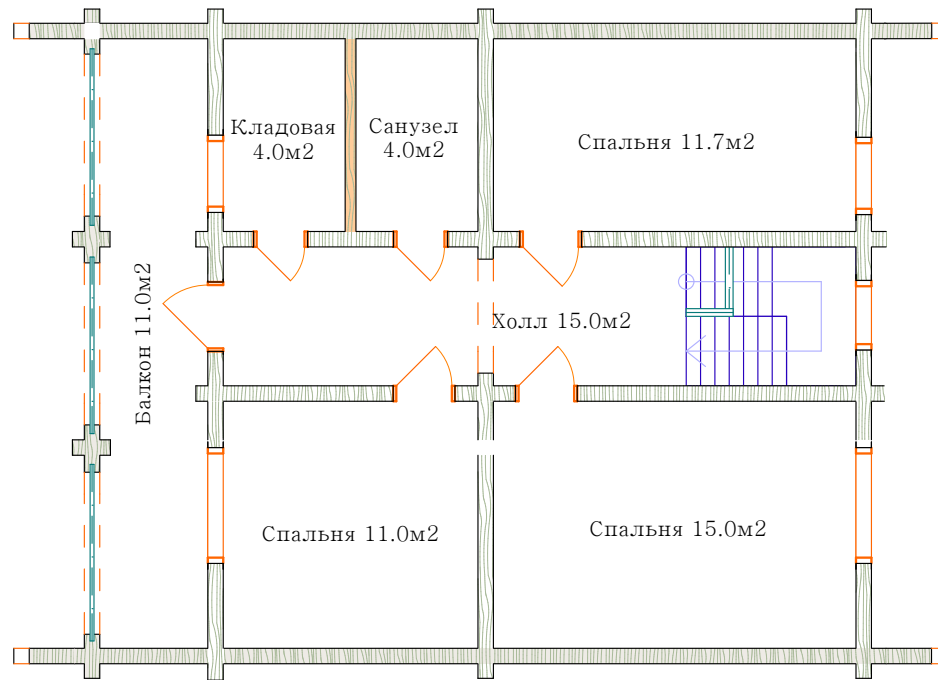 Кладовая
4.0м2
Санузел
4.0м2
Спальня 11.7м2
Балкон 11.0м2
Холл 15.0м2
Спальня 11.0м2
Спальня 15.0м2